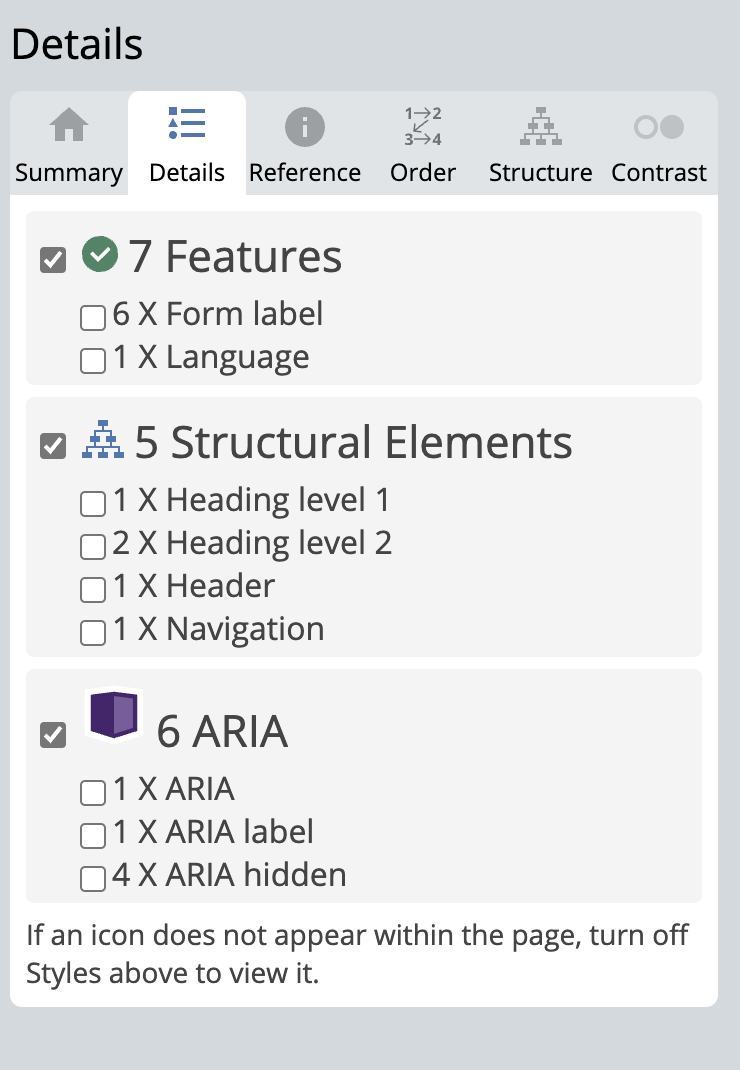 Details
Summary Details Reference Order Structure Contrast
1→2
3→4
7 Features
6 X Form label
1 X Language
5 Structural Elements
1 X Heading level 1
2 X Heading level 2
1 X Header
1 X Navigation
6 ARIA
1 X ARIA
1 X ARIA label
4 X ARIA hidden
If an icon does not appear within the page, turn off
Styles above to view it.